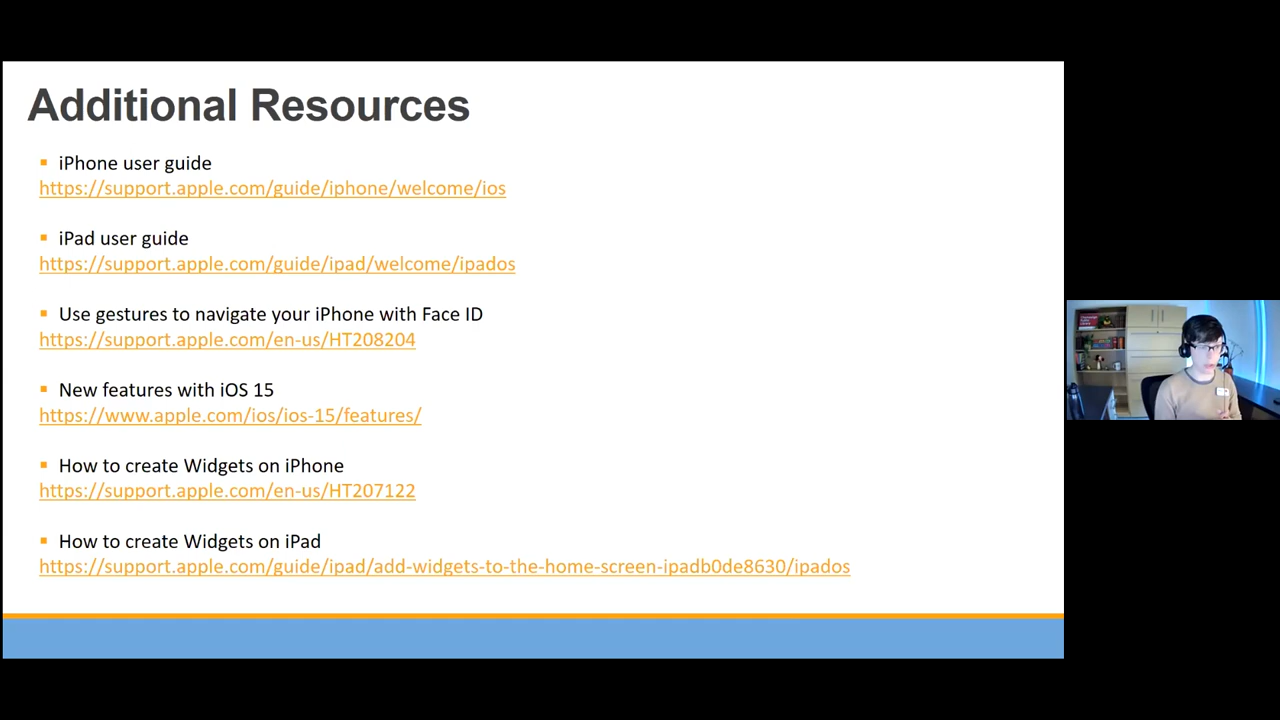 Additional Resources
▪ iPhone user guide
https://support.apple.com/guide/iphone/welcome/ios
▪ iPad user guide
https://support.apple.com/guide/ipad/welcome/ipados
▪ Use gestures to navigate your iPhone with Face ID
https://support.apple.com/en-us/HT208204
▪ New features with iOS 15
https://www.apple.com/ios/ios-15/features/
▪ How to create Widgets on iPhone
https://support.apple.com/en-us/HT207122
▪ How to create Widgets on iPad
https://support.apple.com/guide/ipad/add-widgets-to-the-home-screen-ipadb0de8630/ipados